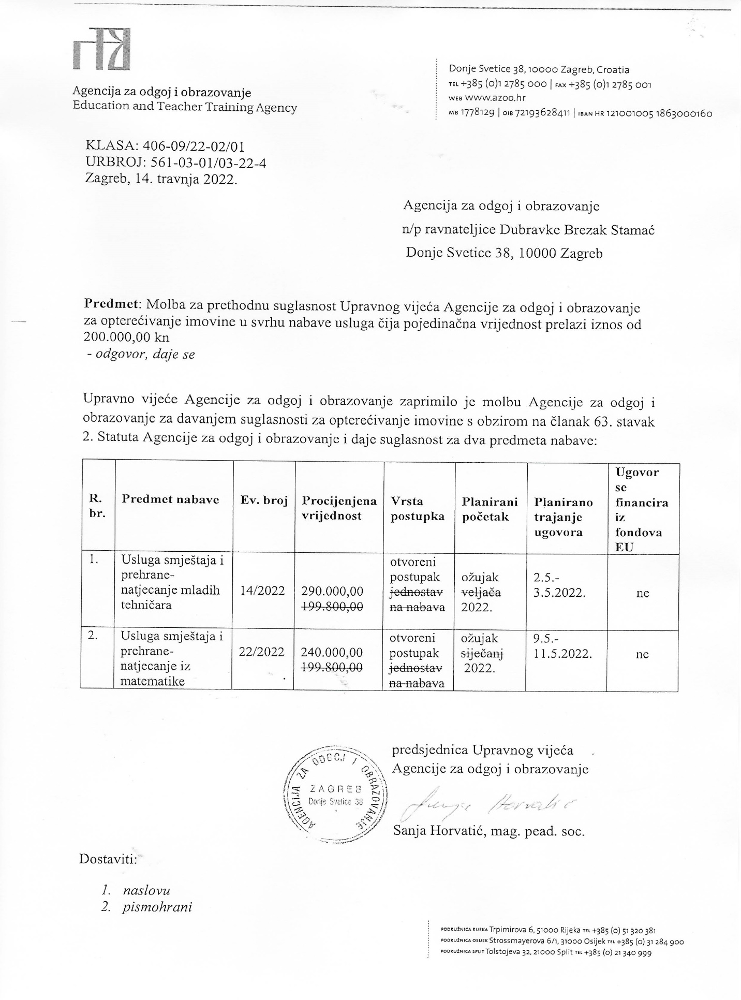 Agencija za odgoj i obrazovanje
Education and Teacher Training Agency
Donje Svetice 38, 10000 Zagreb, Croatia
TEL +385 (0)1 2785 000 | FAX +385 (0)1 2785 001
WEB www.azoo.hr
MB 1778129 | OIB 72193628411 | IBAN HR 121001005 1863000160
KLASA: 406-09/22-02/01
URBROJ: 561-03-01/03-22-4
Zagreb, 14. travnja 2022.
Agencija za odgoj i obrazovanje
n/p ravnateljice Dubravke Brezak Stamać
Donje Svetice 38, 10000 Zagreb
Predmet: Molba za prethodnu suglasnost Upravnog vijeća Agencije za odgoj i obrazovanje
za opterećivanje imovine u svrhu nabave usluga čija pojedinačna vrijednost prelazi iznos od
200.000,00 kn
- odgovor, daje se
Upravno vijeće Agencije za odgoj i obrazovanje zaprimilo je molbu Agencije za odgoj i
obrazovanje za davanjem suglasnosti za opterećivanje imovine s obzirom na članak 63. stavak
2. Statuta Agencije za odgoj i obrazovanje i daje suglasnost za dva predmeta nabave:
R.
br.
Predmet nabave
Ev. broj
Procijenjena
vrijednost
Vrsta
postupka
Planirani
početak
Planirano
trajanje
ugovora
Ugovor
se
financira
iz
fondova
EU
1.
Usluga smještaja i
prehrane-
natjecanje mladih
tehničara
14/2022
290.000,00
199.800,00
otvoreni
postupak
jednostav
na nabava
ožujak
veljača
2022.
2.5.-
3.5.2022.
ne
2.
Usluga smještaja i
prehrane-
natjecanje iz
matematike
22/2022
240.000,00
199.800,00
otvoreni
postupak
jednostav
na nabava
ožujak
siječanj
2022.
9.5.-
11.5.2022.
ne
predsjednica Upravnog vijeća
Agencije za odgoj i obrazovanje
AGENCIJA ZA ODGOJ I OBRAZOVANJE
ZAGREB
Donje Svetice 38
Sanja Horvatić
Sanja Horvatić, mag. pead. soc.
Dostaviti:
1. naslovu
2. pismohrani
PODRUŽNICA RIJEKA Trpimirova 6, 51000 Rijeka TEL +385 (0) 51 320 381
PODRUŽNICA OSIJEK Strossmayerova 6/1, 31000 Osijek TEL +385 (0) 31 284 900
PODRUŽNICA SPLIT Tolstojeva 32, 21000 Split TEL +385 (0) 21 340 999